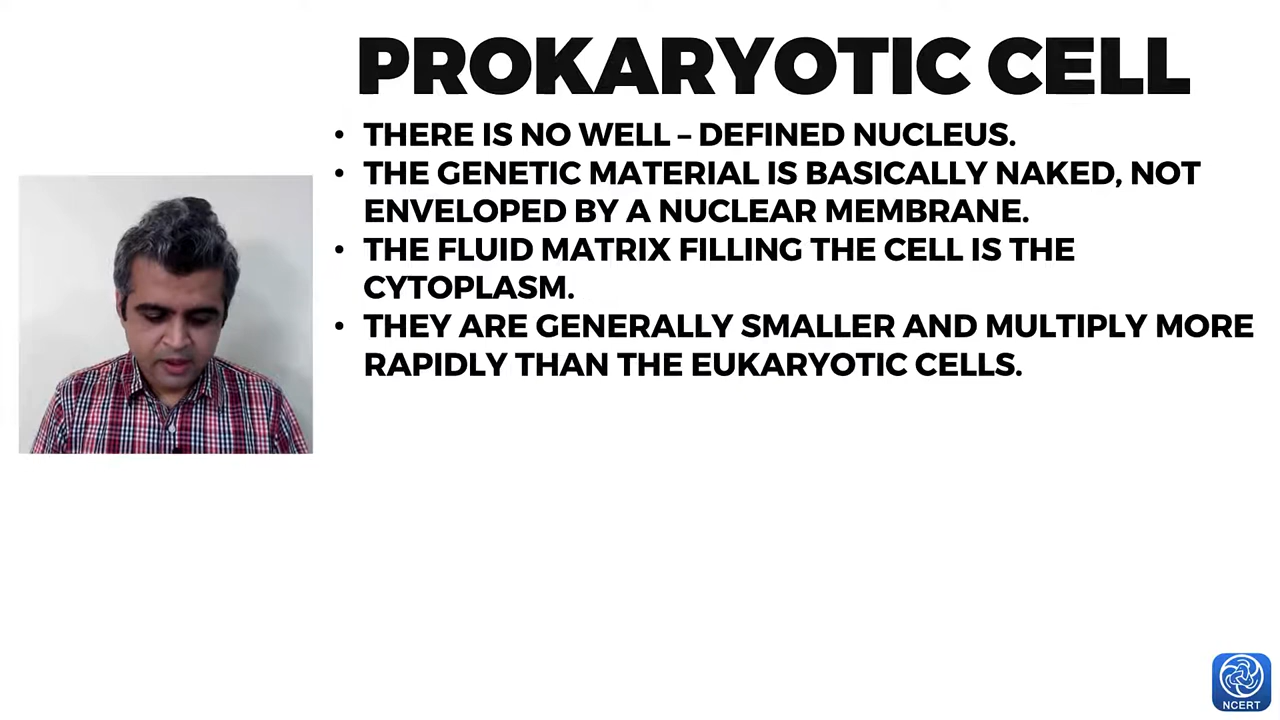 PROKARYOTIC CELL
• THERE IS NO WELL – DEFINED NUCLEUS.
• THE GENETIC MATERIAL IS BASICALLY NAKED, NOT
ENVELOPED BY A NUCLEAR MEMBRANE.
• THE FLUID MATRIX FILLING THE CELL IS THE
CYTOPLASM.
• THEY ARE GENERALLY SMALLER AND MULTIPLY MORE
RAPIDLY THAN THE EUKARYOTIC CELLS.
NCERT